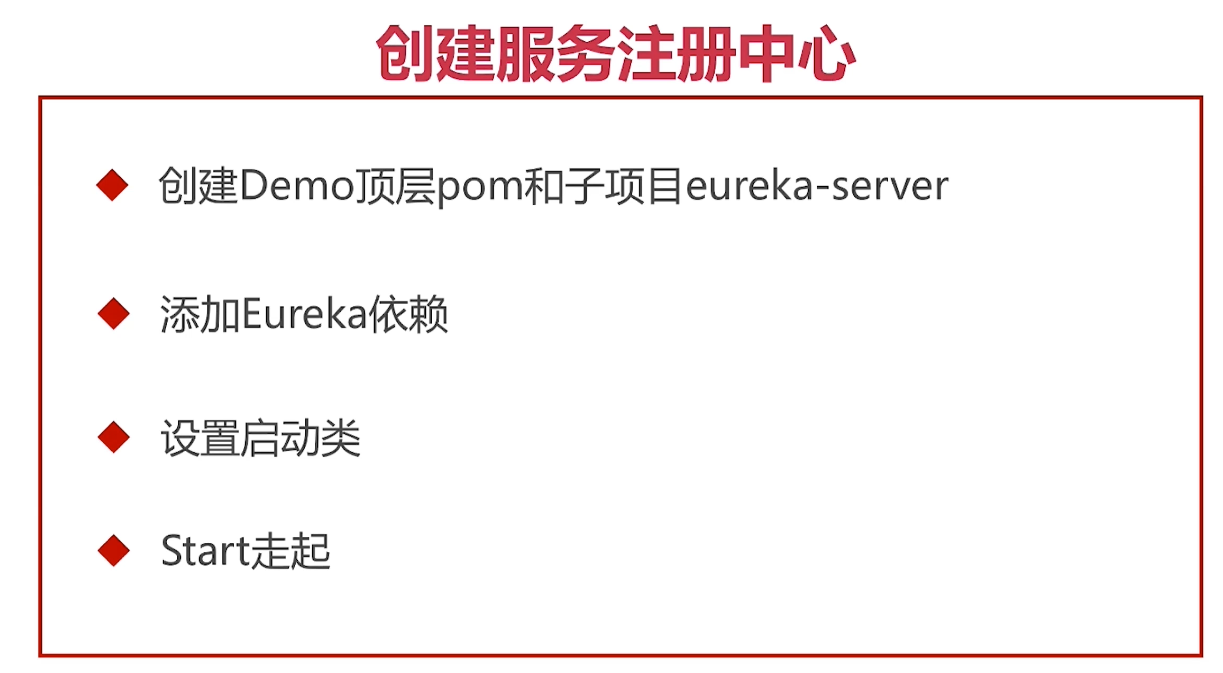 创建服务注册中心
创建Demo顶层pom和子项目eureka-server
添加Eureka依赖
设置启动类
Start走起